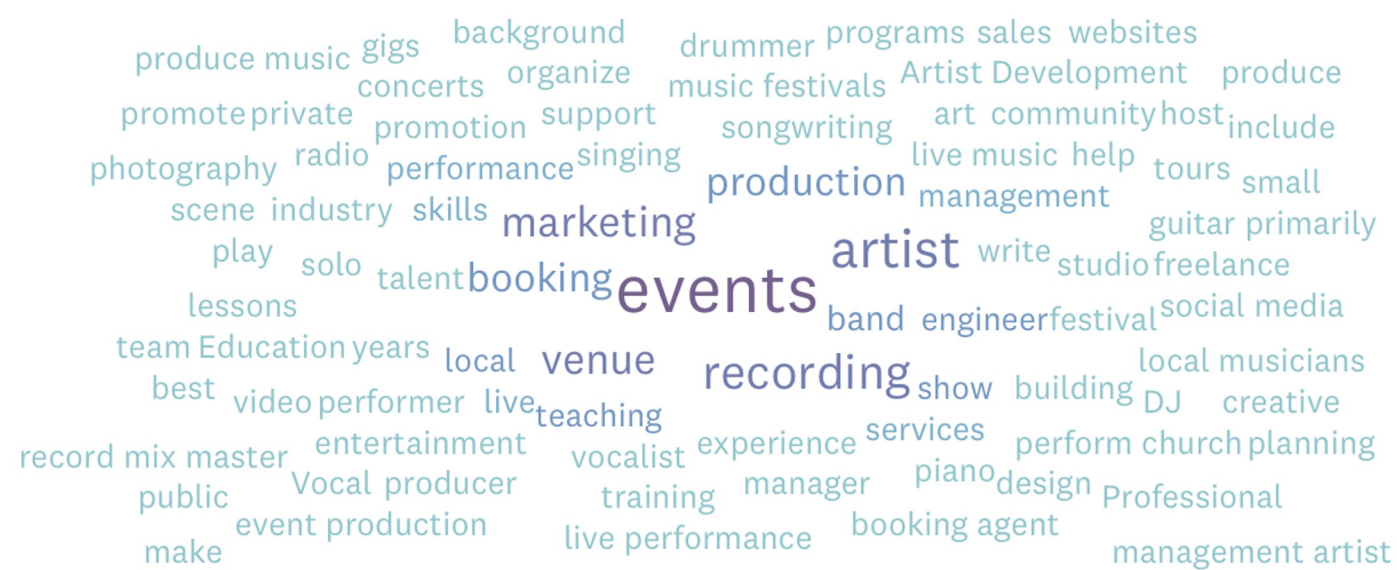 background
produce music gigs drummer programs sales websites
concerts organize music festivals Artist Development produce
promote private promotion support songwriting art community host include
photography radio performance singing production live music help tours small
scene industry skills marketing management guitar primarily
play solo talent booking events artist write studio freelance
lessons band engineer festival social media
team Education years local venue recording local musicians
best video performer live teaching show building DJ creative
record mix master entertainment vocalist experience services perform church planning
public Vocal producer training manager piano design Professional
event production live performance booking agent
make management artist